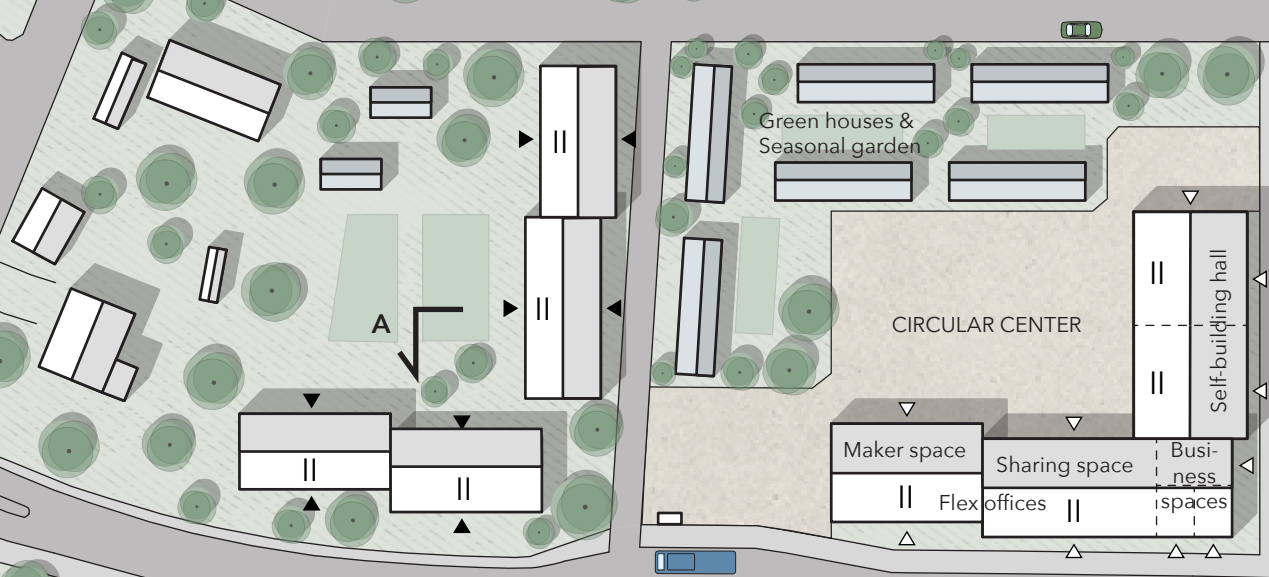 II
Green houses &
Seasonal garden
II
A
CIRCULAR CENTER
II
II
Self-building hall
II
II
Maker space
Sharing space
Busi-
ness
spaces
Flex offices
II
II